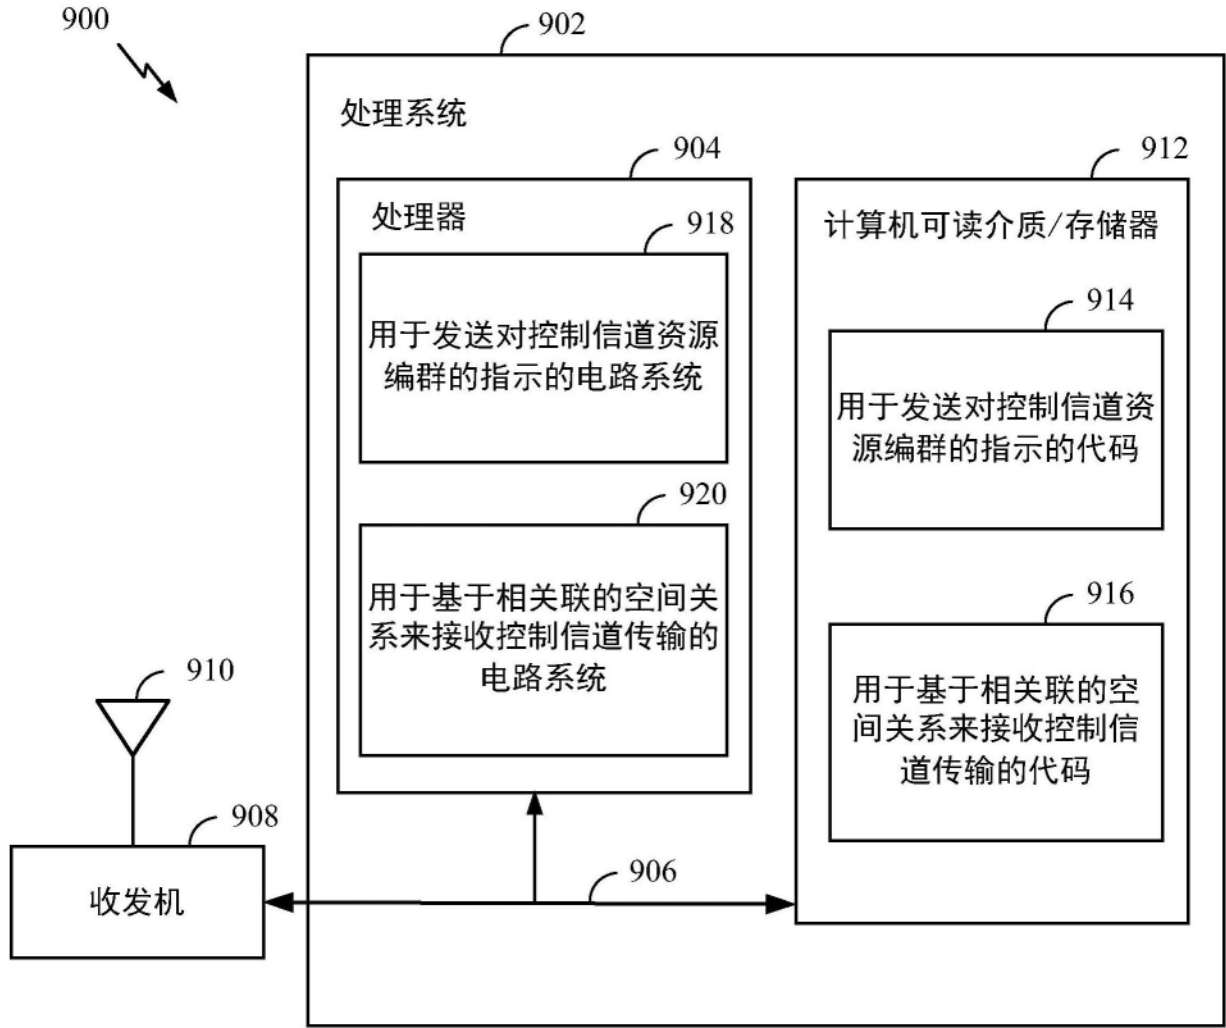 900
902
处理系统
904
处理器
918
用于发送对控制信道资源
编群的指示的电路系统
920
用于基于相关联的空间关
系来接收控制信道传输的
电路系统
912
计算机可读介质/存储器
914
用于发送对控制信道资
源编群的指示的代码
916
用于基于相关联的空
间关系来接收控制信
道传输的代码
910
908
收发机
906